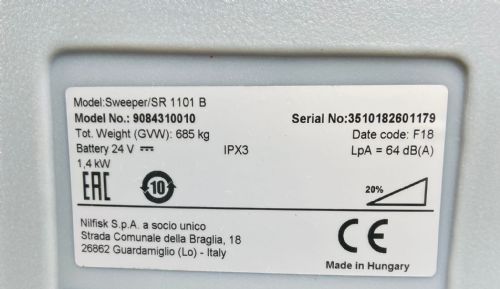 Model:Sweeper/SR 1101 B
Model No.: 9084310010 Serial No:3510182601179
Tot. Weight (GVW): 685 kg Date code: F18
Battery 24 V IPX3 LpA = 64 dB(A)
1,4 kW
EAC 10 20% CE
Nilfisk S.p.A. a socio unico
Strada Comunale della Braglia, 18
26862 Guardamiglio (Lo) - Italy
Made in Hungary